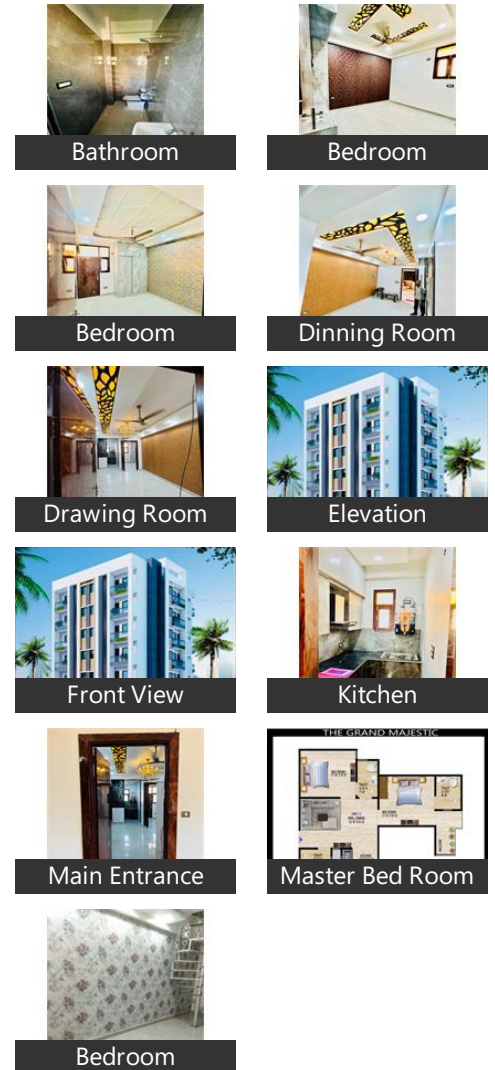 Bathroom
Bedroom
Bedroom
Dinning Room
Drawing Room
Elevation
Front View
Kitchen
THE GRAND MAJESTIC
Main Entrance
Master Bed Room
Bedroom